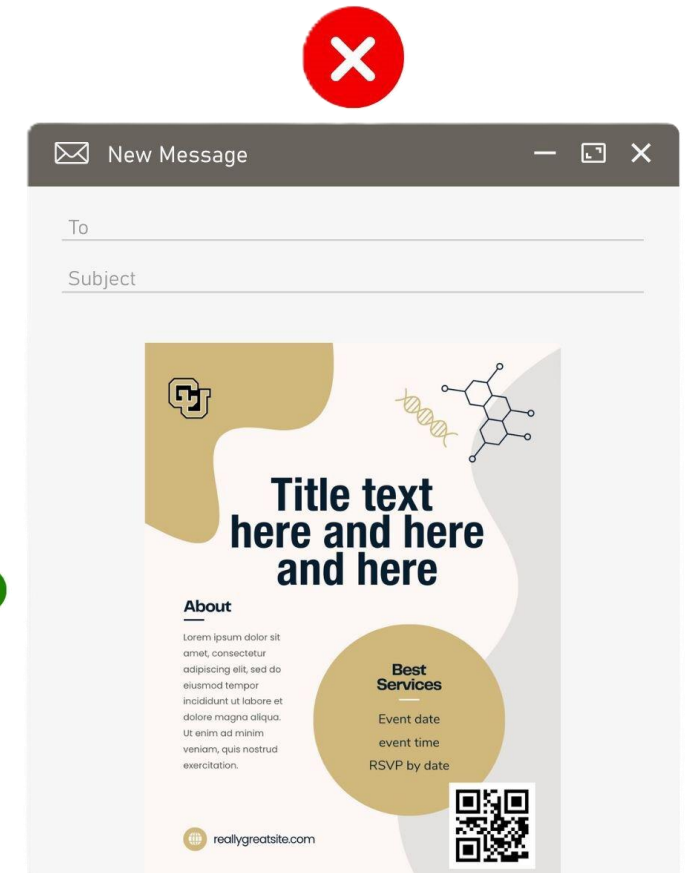 New Message
To
Subject
CU
Title text
here and here
and here
About
Lorem ipsum dolor sit
amet, consectetur
adipiscing elit, sed do
eiusmod tempor
incididunt ut labore et
dolore magna aliqua.
Ut enim ad minim
veniam, quis nostrud
exercitation.
Best
Services
Event date
event time
RSVP by date
reallygreatsite.com